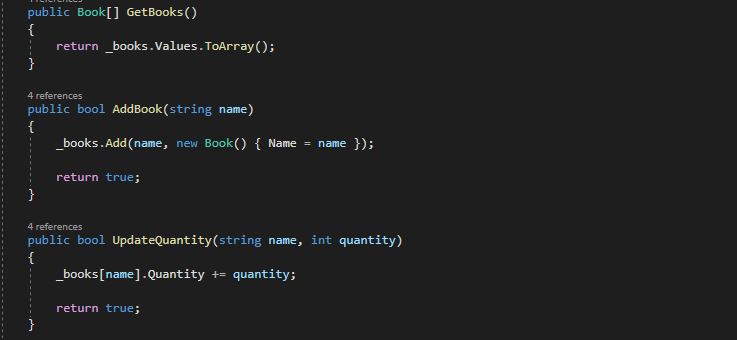 public Book[] GetBooks()
{
return _books.Values.ToArray();
}
4 references
public bool AddBook(string name)
{
_books.Add(name, new Book() { Name = name });
return true;
}
4 references
public bool UpdateQuantity(string name, int quantity)
{
_books[name].Quantity += quantity;
return true;
}